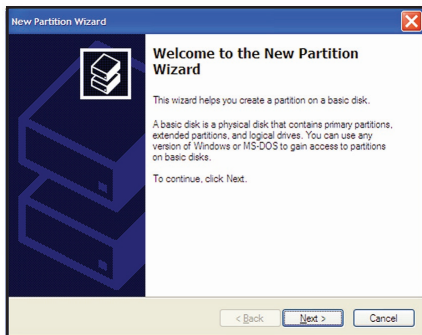 New Partition Wizard
Welcome to the New Partition
Wizard
This wizard helps you create a partition on a basic disk.
A basic disk is a physical disk that contains primary partitions,
extended partitions, and logical drives. You can use any
version of Windows or MS-DOS to gain access to partitions
on basic disks.
To continue, click Next.
< Back
Next >
Cancel